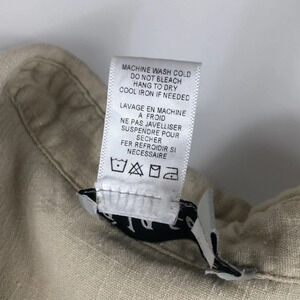 MACHINE WASH COLD
DO NOT BLEACH
HANG TO DRY
COOL IRON IF NEEDED
LAVAGE EN MACHINE
A FROID
NE PAS JAVELLISER
SUSPENDRE POUR
SECHER
FER REFROIDIR SI
NECESSAIRE